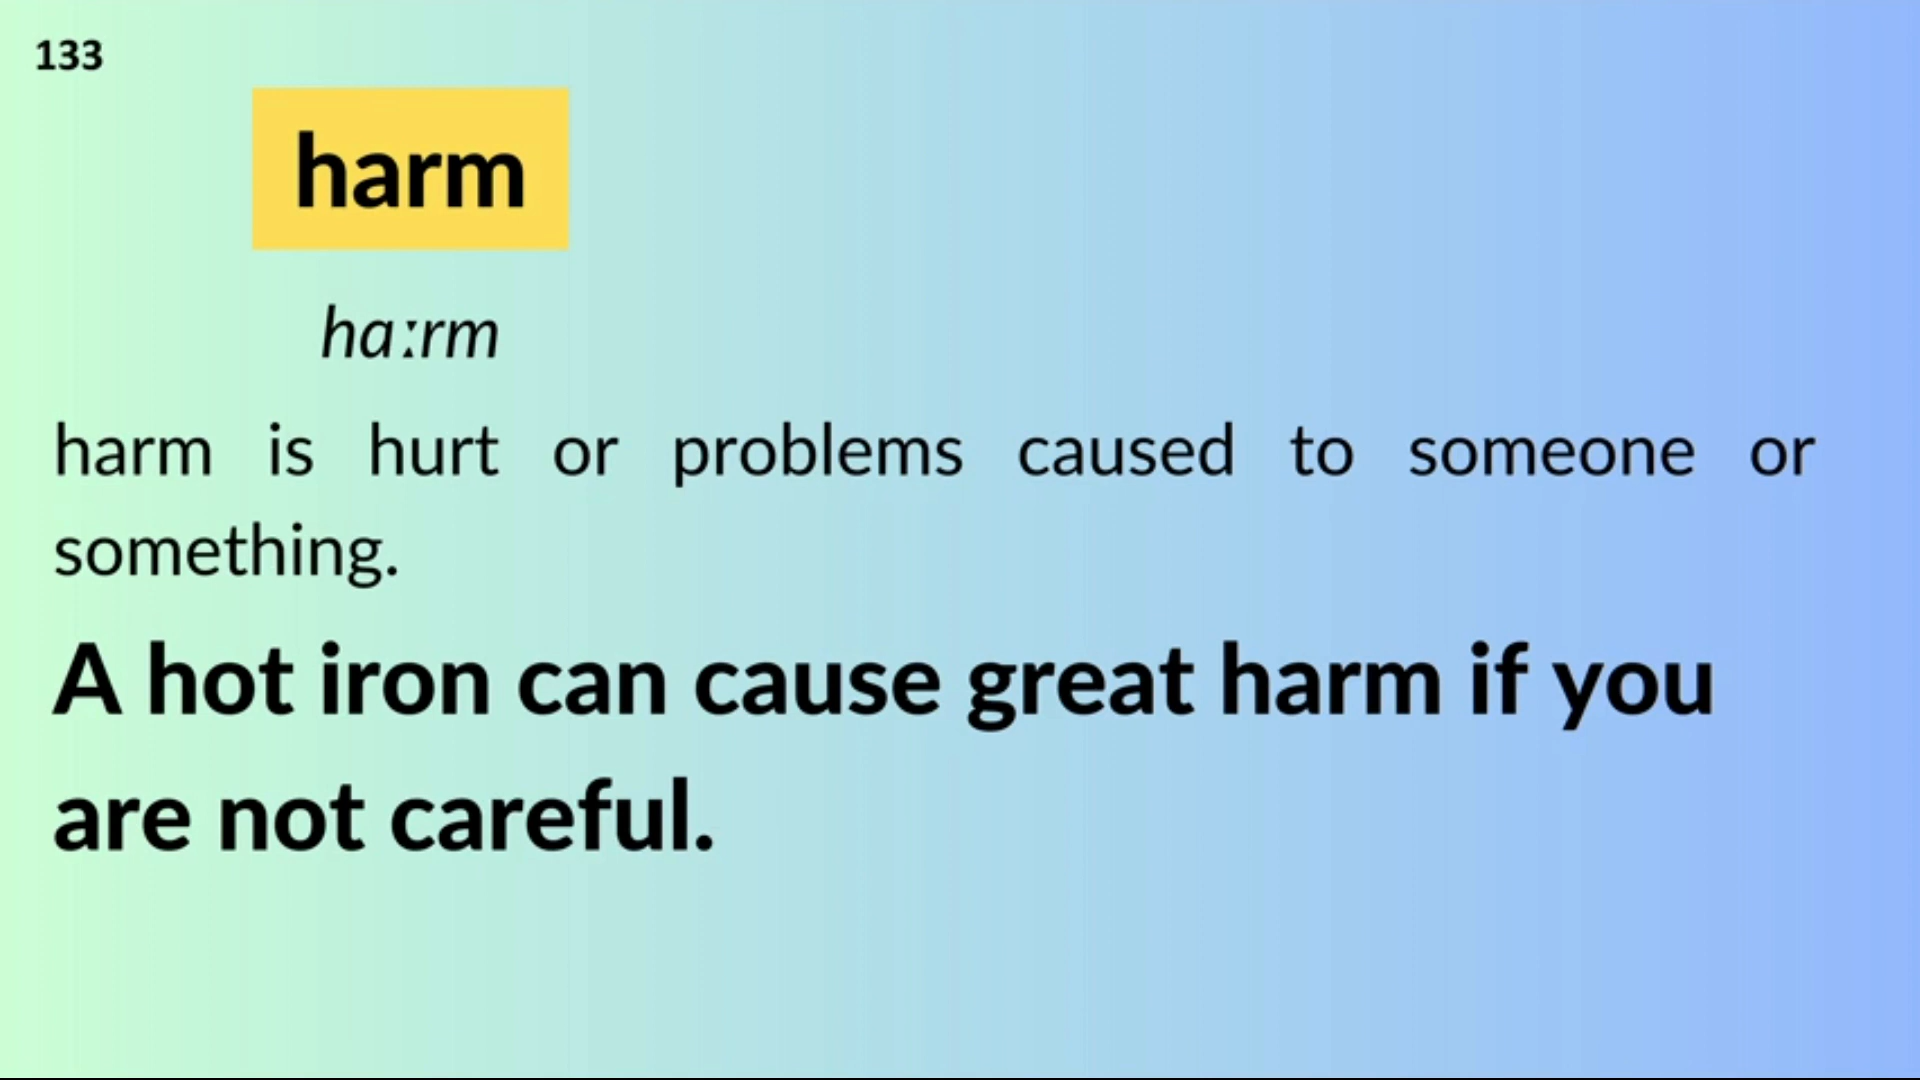 133
harm
ha:rm
harm is hurt or problems caused to someone or
something.
A hot iron can cause great harm if you
are not careful.